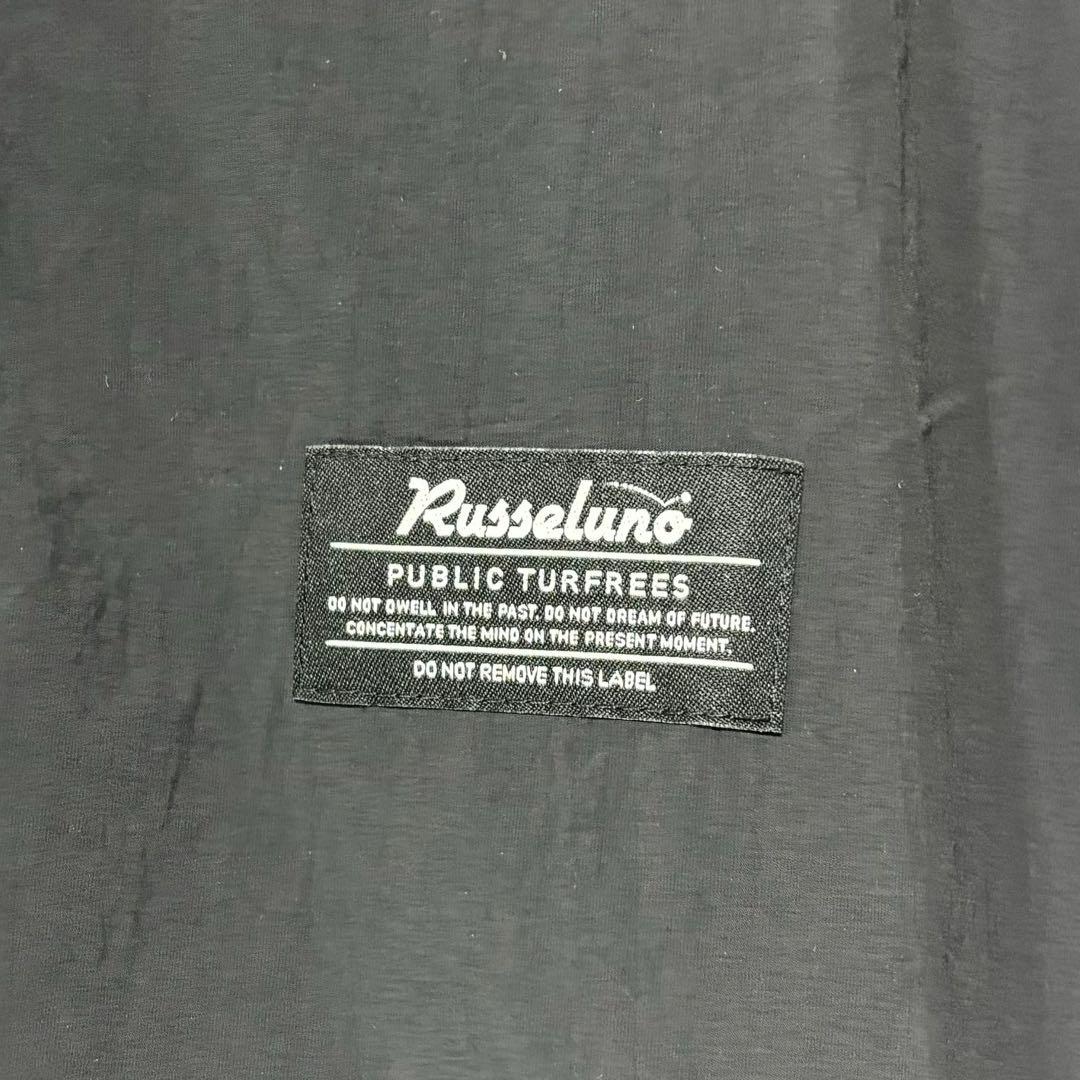 Russeluno
PUBLIC TURFREES
DO NOT DWELL IN THE PAST, DO NOT DREAM OF FUTURE,
CONCENTATE THE MIND ON THE PRESENT MOMENT.
DO NOT REMOVE THIS LABEL